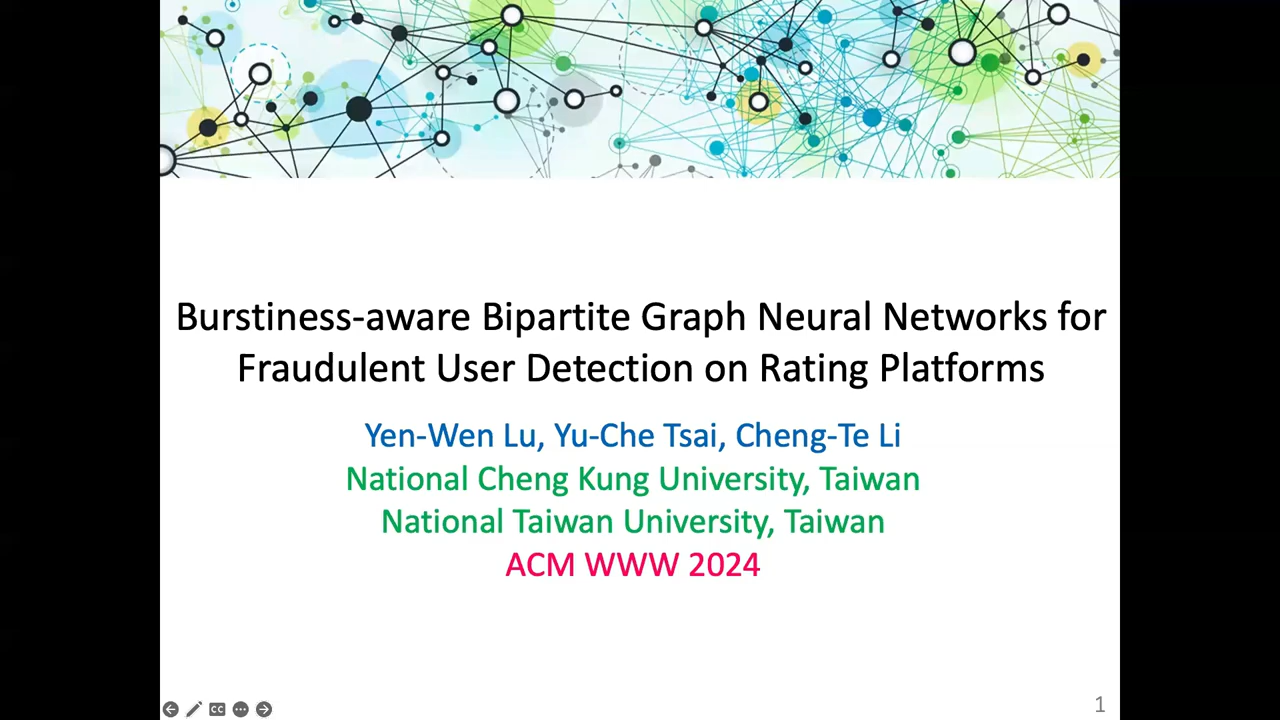 Burstiness-aware Bipartite Graph Neural Networks for
Fraudulent User Detection on Rating Platforms
Yen-Wen Lu, Yu-Che Tsai, Cheng-Te Li
National Cheng Kung University, Taiwan
National Taiwan University, Taiwan
ACM WWW 2024
CC
1